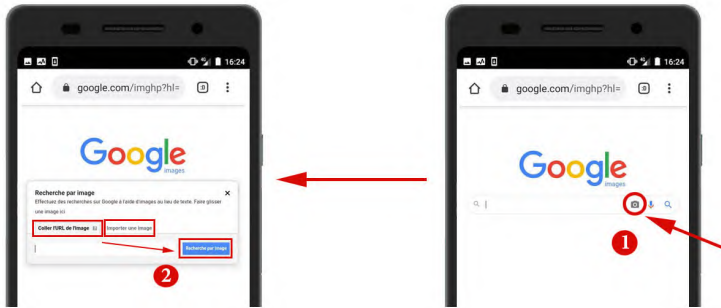 16:24
google.com/imghp?hl=
:D
Google
images
Recherche par image
Effectuez des recherches sur Google à l'aide d'images au lieu de texte. Faite glisser
une image ici
Coller l'URL de l'image
Importer une image
Recherche par image
2
16:24
google.com/imghp?hl=
:D
Google
images
1